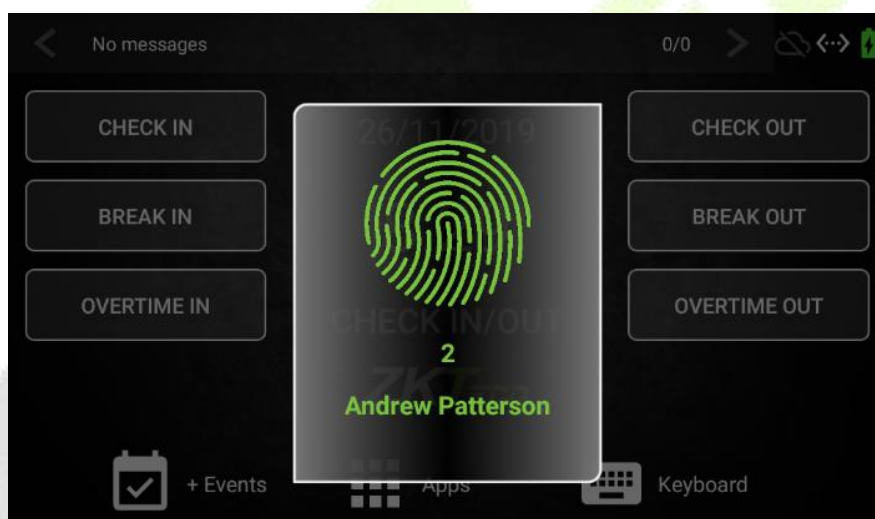 No messages
0/0
CHECK IN
26/11/2019
CHECK OUT
BREAK IN
BREAK OUT
OVERTIME IN
OVERTIME OUT
CHECK IN/OUT
2
Andrew Patterson
+ Events
Apps
Keyboard